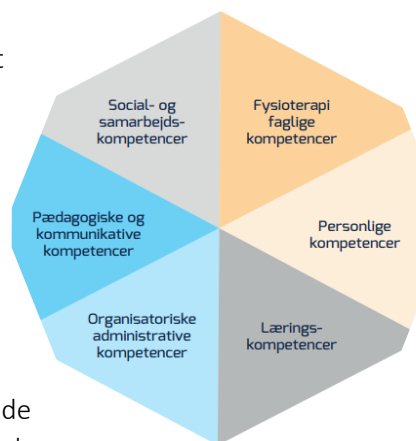 t
Social- og
samarbejds-
kompetencer
Fysioterapi
faglige
kompetencer
Pædagogiske og
kommunikative
kompetencer
Personlige
kompetencer
Organisatoriske
administrative
kompetencer
Lærings-
kompetencer
de